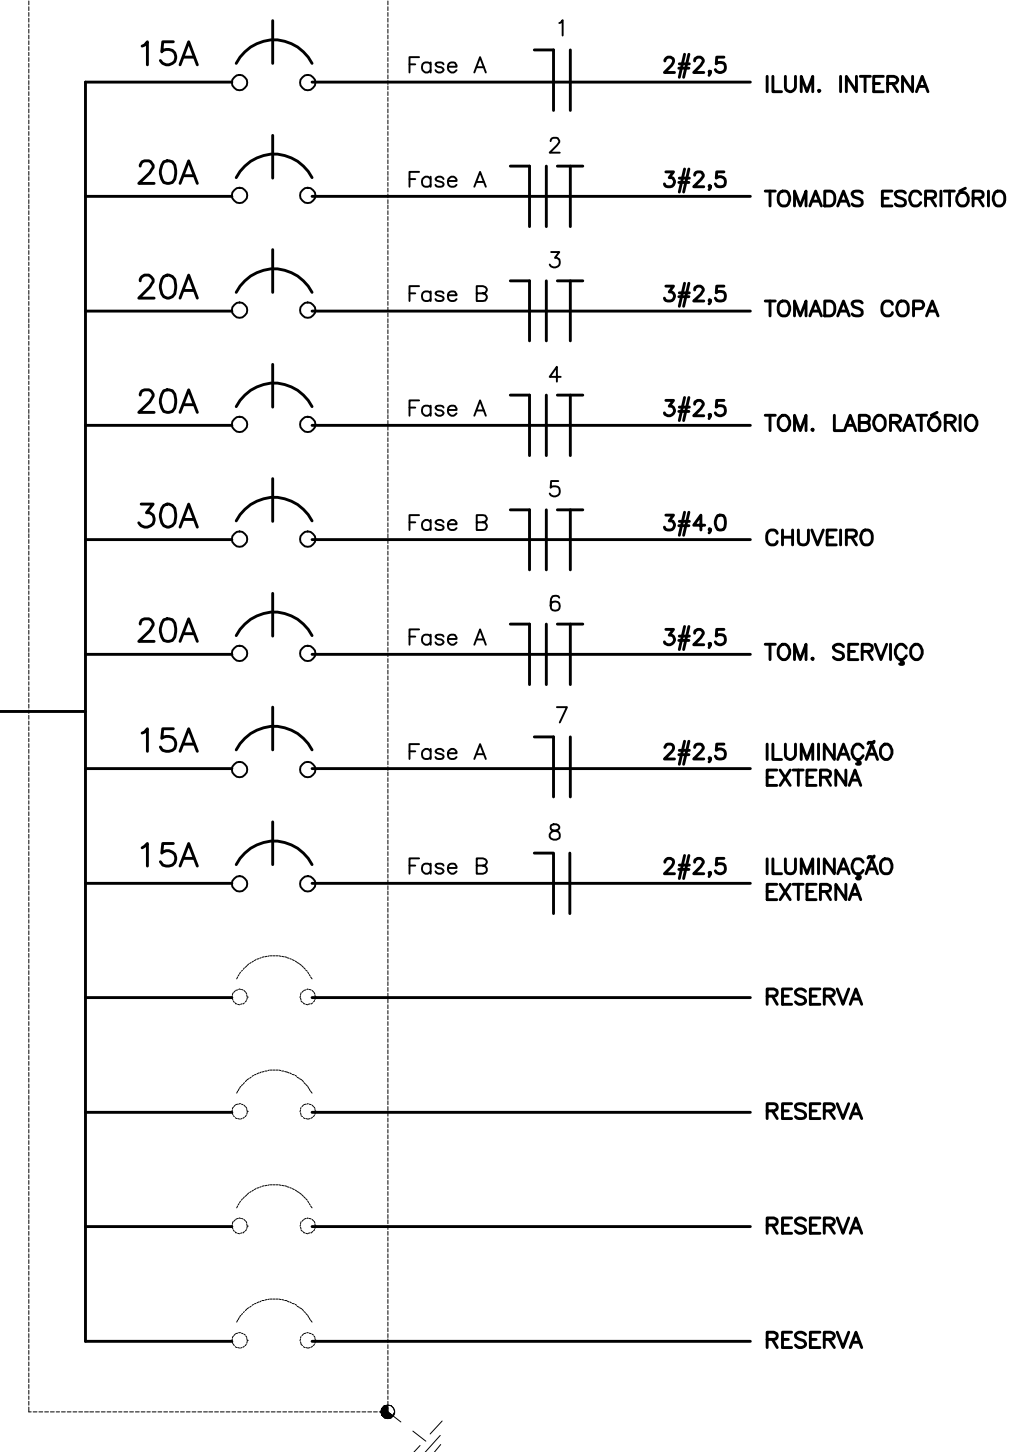 1
15A
Fase A
2#2,5
ILUM. INTERNA
2
20A
Fase A
3#2,5
TOMADAS ESCRITÓRIO
3
20A
Fase B
3#2,5
TOMADAS COPA
4
20A
Fase A
3#2,5
TOM. LABORATÓRIO
5
30A
Fase B
3#4,0
CHUVEIRO
6
20A
Fase A
3#2,5
TOM. SERVIÇO
7
15A
Fase A
2#2,5
ILUMINAÇÃO
EXTERNA
8
15A
Fase B
2#2,5
ILUMINAÇÃO
EXTERNA
RESERVA
RESERVA
RESERVA
RESERVA